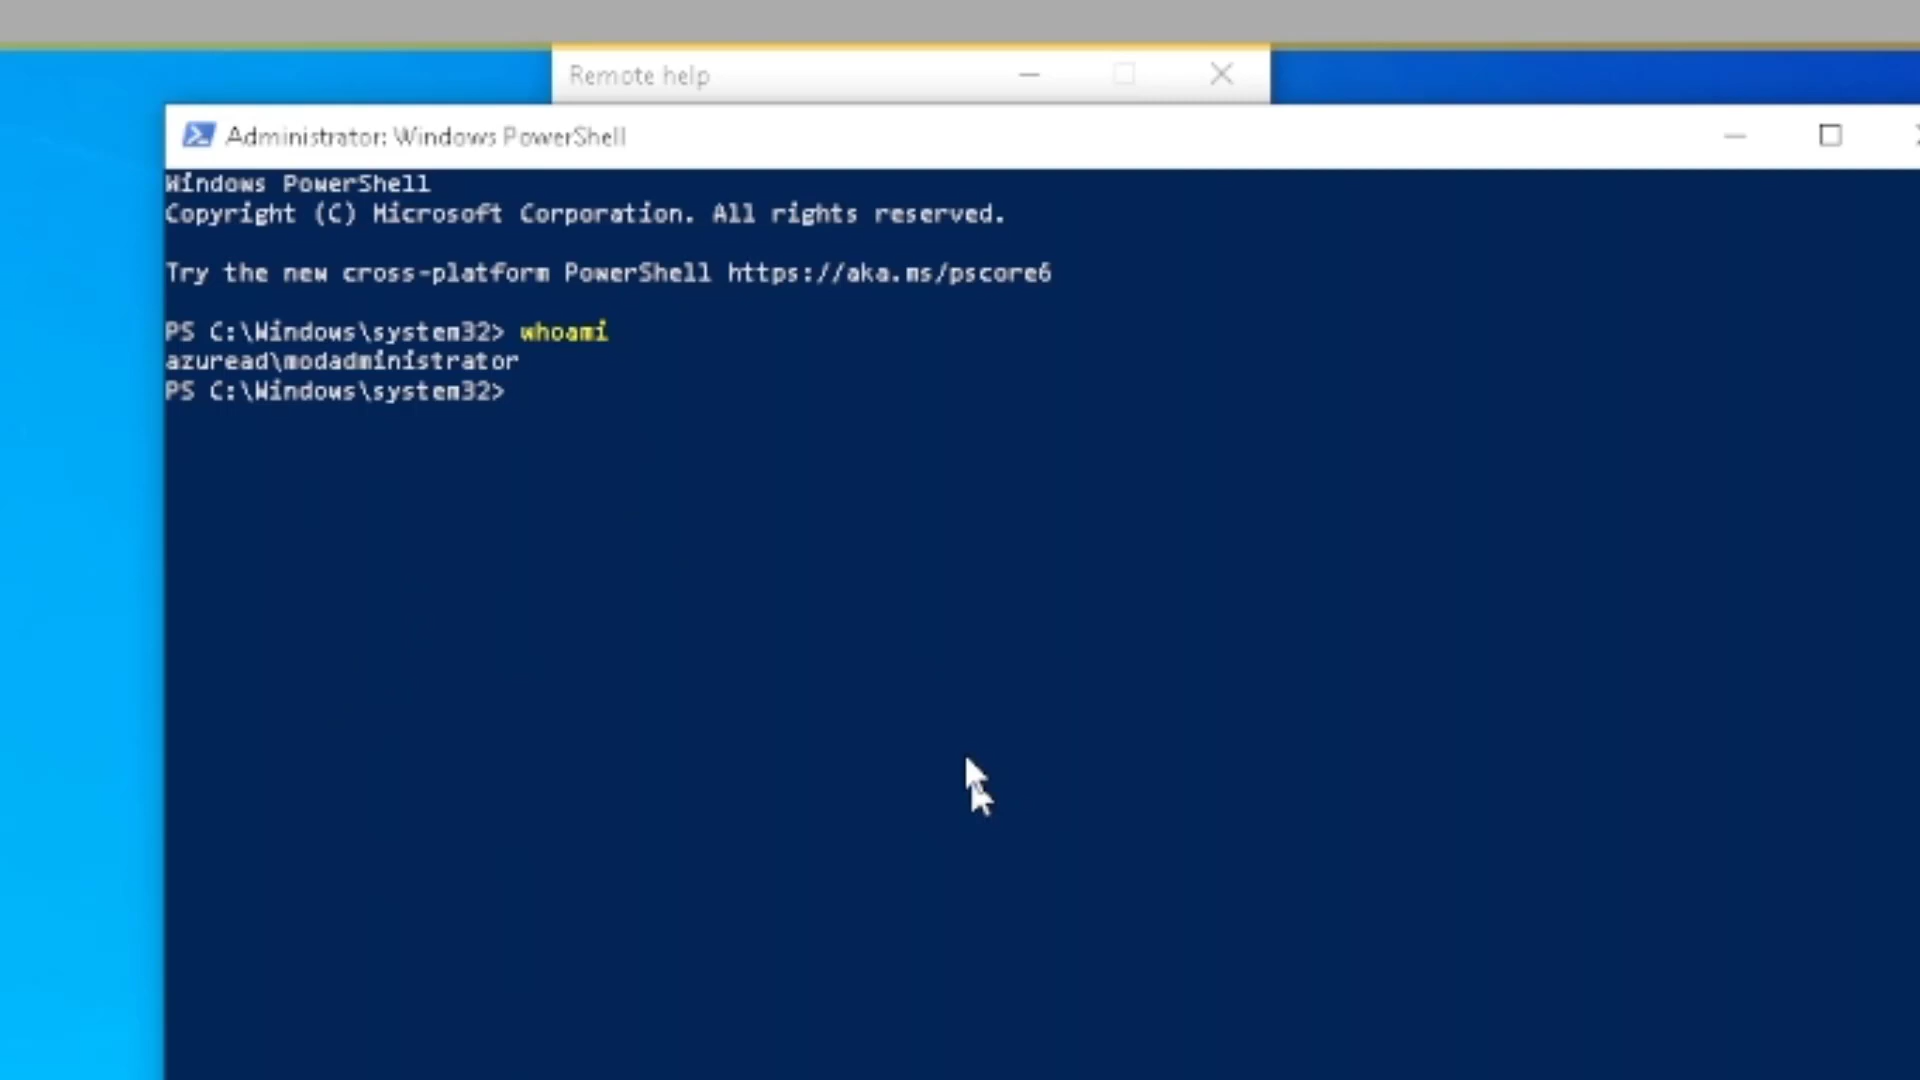 Remote help
Administrator: Windows PowerShell
Windows PowerShell
Copyright (C) Microsoft Corporation. All rights reserved.
Try the new cross-platform PowerShell https://aka.ms/pscore6
PS C:\Windows\system32> whoami
azuread\modadministrator
PS C:\Windows\system32>